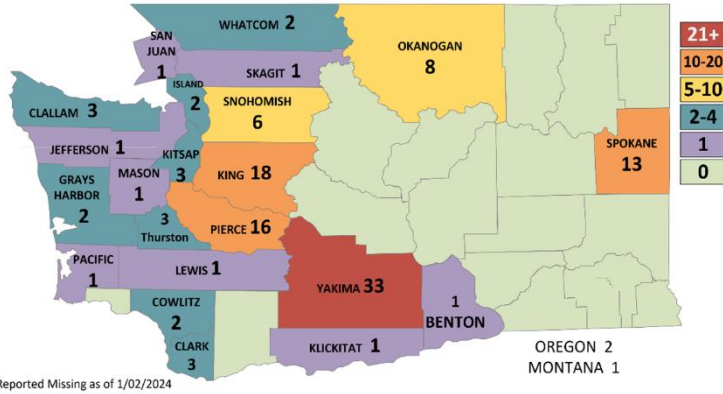 WHATCOM 2
SAN
JUAN
1
SKAGIT 1
OKANOGAN
8
ISLAND
2
SNOHOMISH
6
CLALLAM 3
JEFFERSON 1
KITSAP
3
KING 18
SPOKANE
13
MASON
1
GRAYS
HARBOR
2
3
Thurston
PIERCE 16
PACIFIC
1
LEWIS 1
YAKIMA 33
1
BENTON
COWLITZ
2
CLARK
3
KLICKITAT 1
OREGON 2
MONTANA 1
21+
10-20
5-10
2-4
1
0
Reported Missing as of 1/02/2024